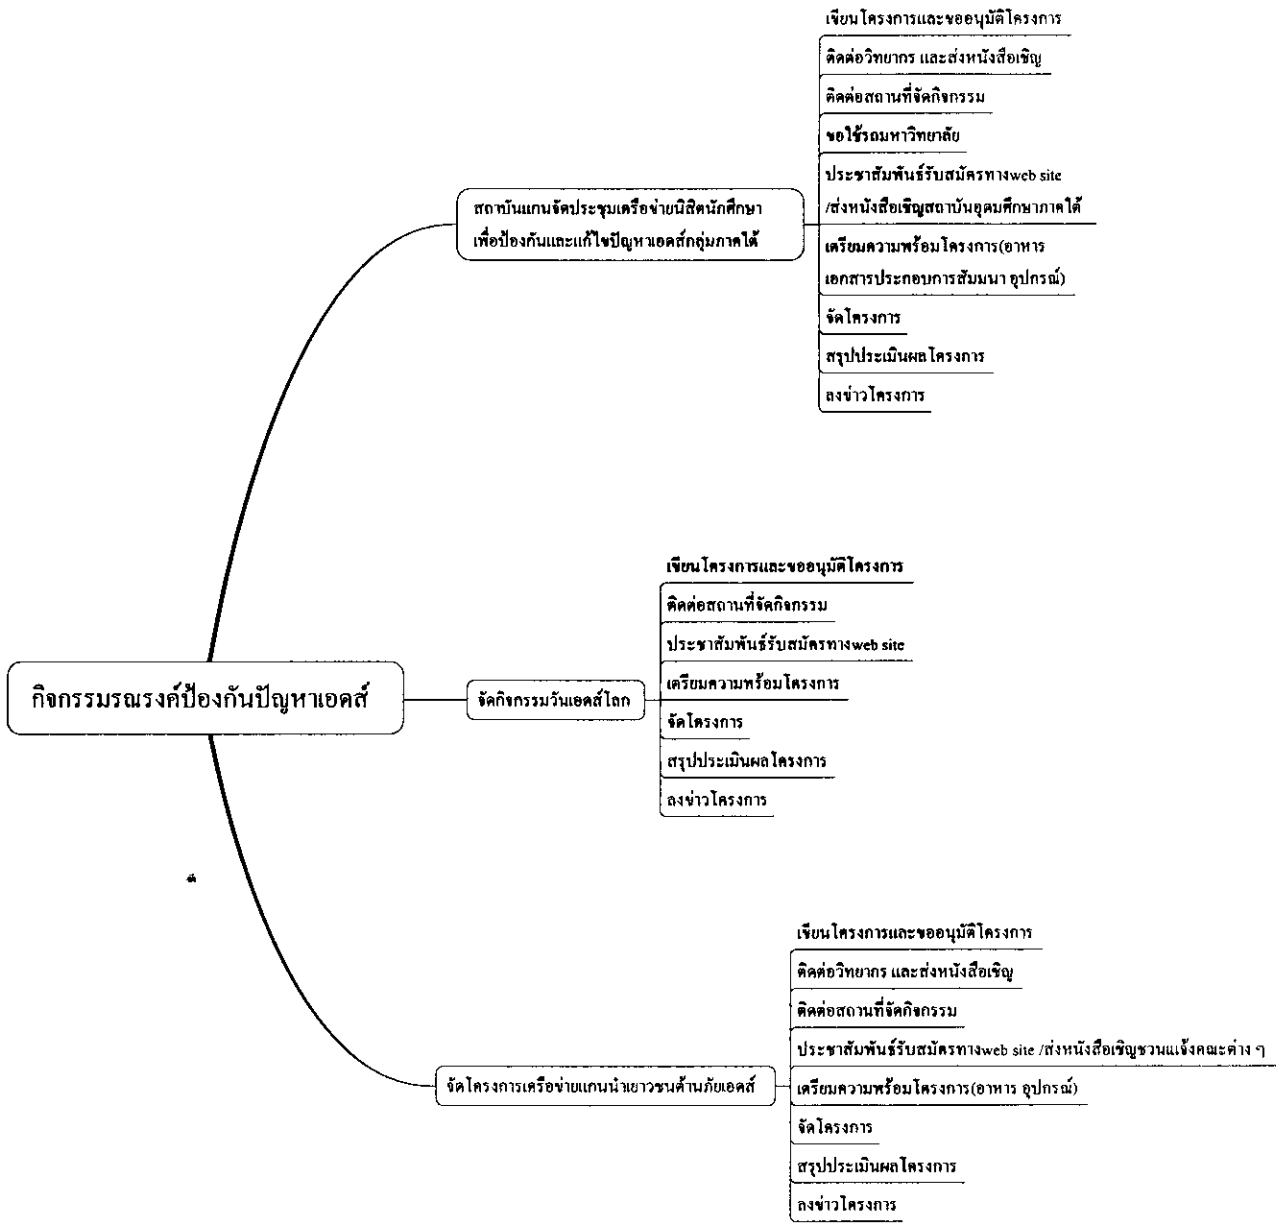 เขียนโครงการและขออนุมัติโครงการ
ติดต่อวิทยากร และส่งหนังสือเชิญ
ติดต่อสถานที่จัดกิจกรรม
ขอใช้รถมหาวิทยาลัย
ประชาสัมพันธ์รับสมัครทางweb site
/ส่งหนังสือเชิญสถาบันอุดมศึกษาภาคใต้
เตรียมความพร้อมโครงการ(อาหาร
เอกสารประกอบการสัมมนา อุปกรณ์)
จัดโครงการ
สรุปประเมินผลโครงการ
ลงข่าวโครงการ
สถาบันแกนจัดประชุมเครือข่ายนิสิตนักศึกษา
เพื่อป้องกันและแก้ไขปัญหาเอดส์กลุ่มภาคใต้
กิจกรรมรณรงค์ป้องกันปัญหาเอดส์
จัดกิจกรรมวันเอดส์โลก
เขียนโครงการและขออนุมัติโครงการ
ติดต่อสถานที่จัดกิจกรรม
ประชาสัมพันธ์รับสมัครทางweb site
เตรียมความพร้อมโครงการ
จัดโครงการ
สรุปประเมินผลโครงการ
ลงข่าวโครงการ
จัดโครงการเครือข่ายแกนนำเยาวชนต้านภัยเอดส์
เขียนโครงการและขออนุมัติโครงการ
ติดต่อวิทยากร และส่งหนังสือเชิญ
ติดต่อสถานที่จัดกิจกรรม
ประชาสัมพันธ์รับสมัครทางweb site /ส่งหนังสือเชิญชวนแจ้งคณะต่าง ๆ
เตรียมความพร้อมโครงการ(อาหาร อุปกรณ์)
จัดโครงการ
สรุปประเมินผลโครงการ
ลงข่าวโครงการ